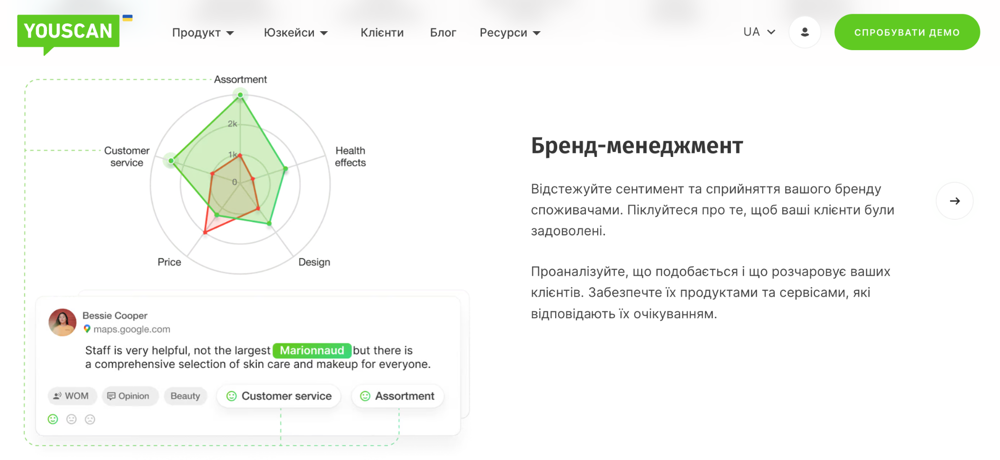 YOUSCAN
Продукт
Юзкейси
Клієнти
Блог
Ресурси
UA
СПРОБУВАТИ ДЕМО
Assortment
2k
Customer
service
1k
Health
effects
0
Price
Design
Bessie Cooper
maps.google.com
Staff is very helpful, not the largest Marionnaud but there is
a comprehensive selection of skin care and makeup for everyone.
WOM
Opinion
Beauty
Customer service
Assortment
Бренд-менеджмент
Відстежуйте сентимент та сприйняття вашого бренду
споживачами. Піклуйтеся про те, щоб ваші клієнти були
задоволені.
Проаналізуйте, що подобається і що розчаровує ваших
клієнтів. Забезпечте їх продуктами та сервісами, які
відповідають їх очікуванням.